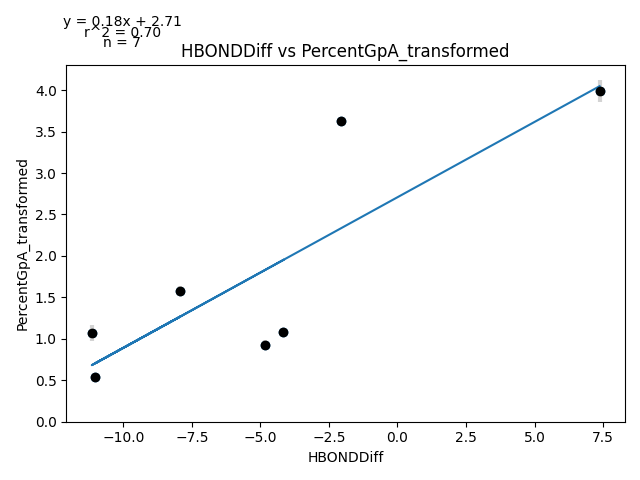 y = 0.18x + 2.71
r^2 = 0.70
n = 7
HBONDDiff vs PercentGpA_transformed
PercentGpA_transformed
4.0
3.5
3.0
2.5
2.0
1.5
1.0
0.5
0.0
−10.0 −7.5 −5.0 −2.5 0.0 2.5 5.0 7.5
HBONDDiff